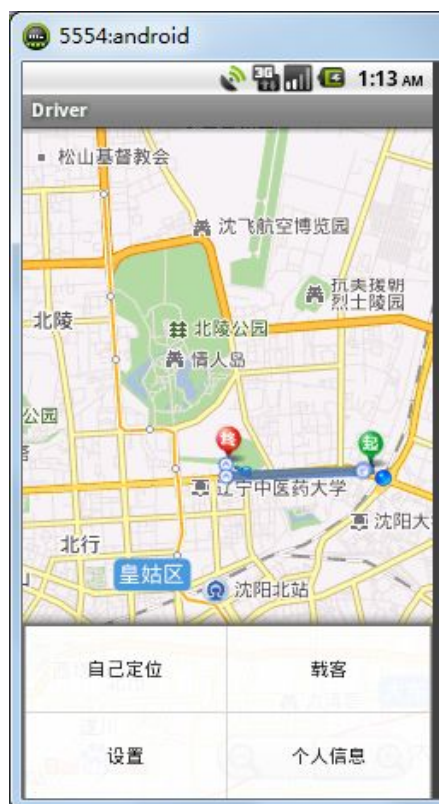 5554:android
3G
1:13 AM
Driver
松山基督教会
沈飞航空博览园
抗美援朝
烈士陵园
北陵
北陵公园
情人岛
公园
终
起
辽宁中医药大学
沈阳大
北行
皇姑区
沈阳北站
自己定位
载客
设置
个人信息